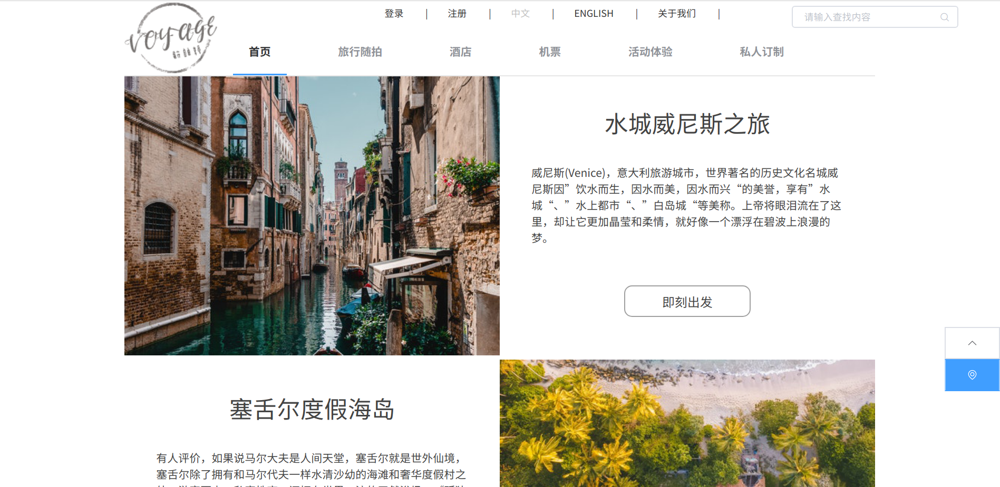 voyage
登录 | 注册 | 中文 | ENGLISH | 关于我们 |
请输入查找内容
首页 旅行随拍 酒店 机票 活动体验 私人订制
水城威尼斯之旅
威尼斯(Venice)，意大利旅游城市，世界著名的历史文化名城威
尼斯因”饮水而生，因水而美，因水而兴“的美誉，享有”水
城“、”水上都市“、”白岛城“等美称。上帝将眼泪流在了这
里，却让它更加晶莹和柔情，就好像一个漂浮在碧波上浪漫的
梦。
即刻出发
塞舌尔度假海岛
有人评价，如果说马尔大夫是人间天堂，塞舌尔就是世外仙境，
塞舌尔除了拥有和马尔代夫一样水清沙幼的海滩和奢华度假村之